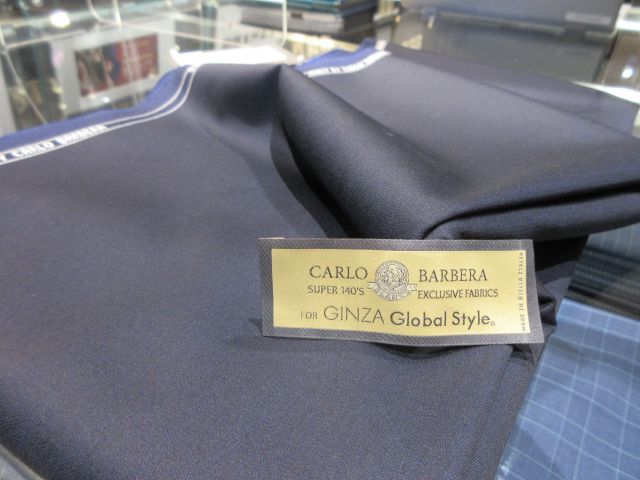 Y CARLO BARBERA
CARLO BARBERA
SUPER 140'S EXCLUSIVE FABRICS
FOR GINZA Global Style®
MADE IN BIELLA ITALIA